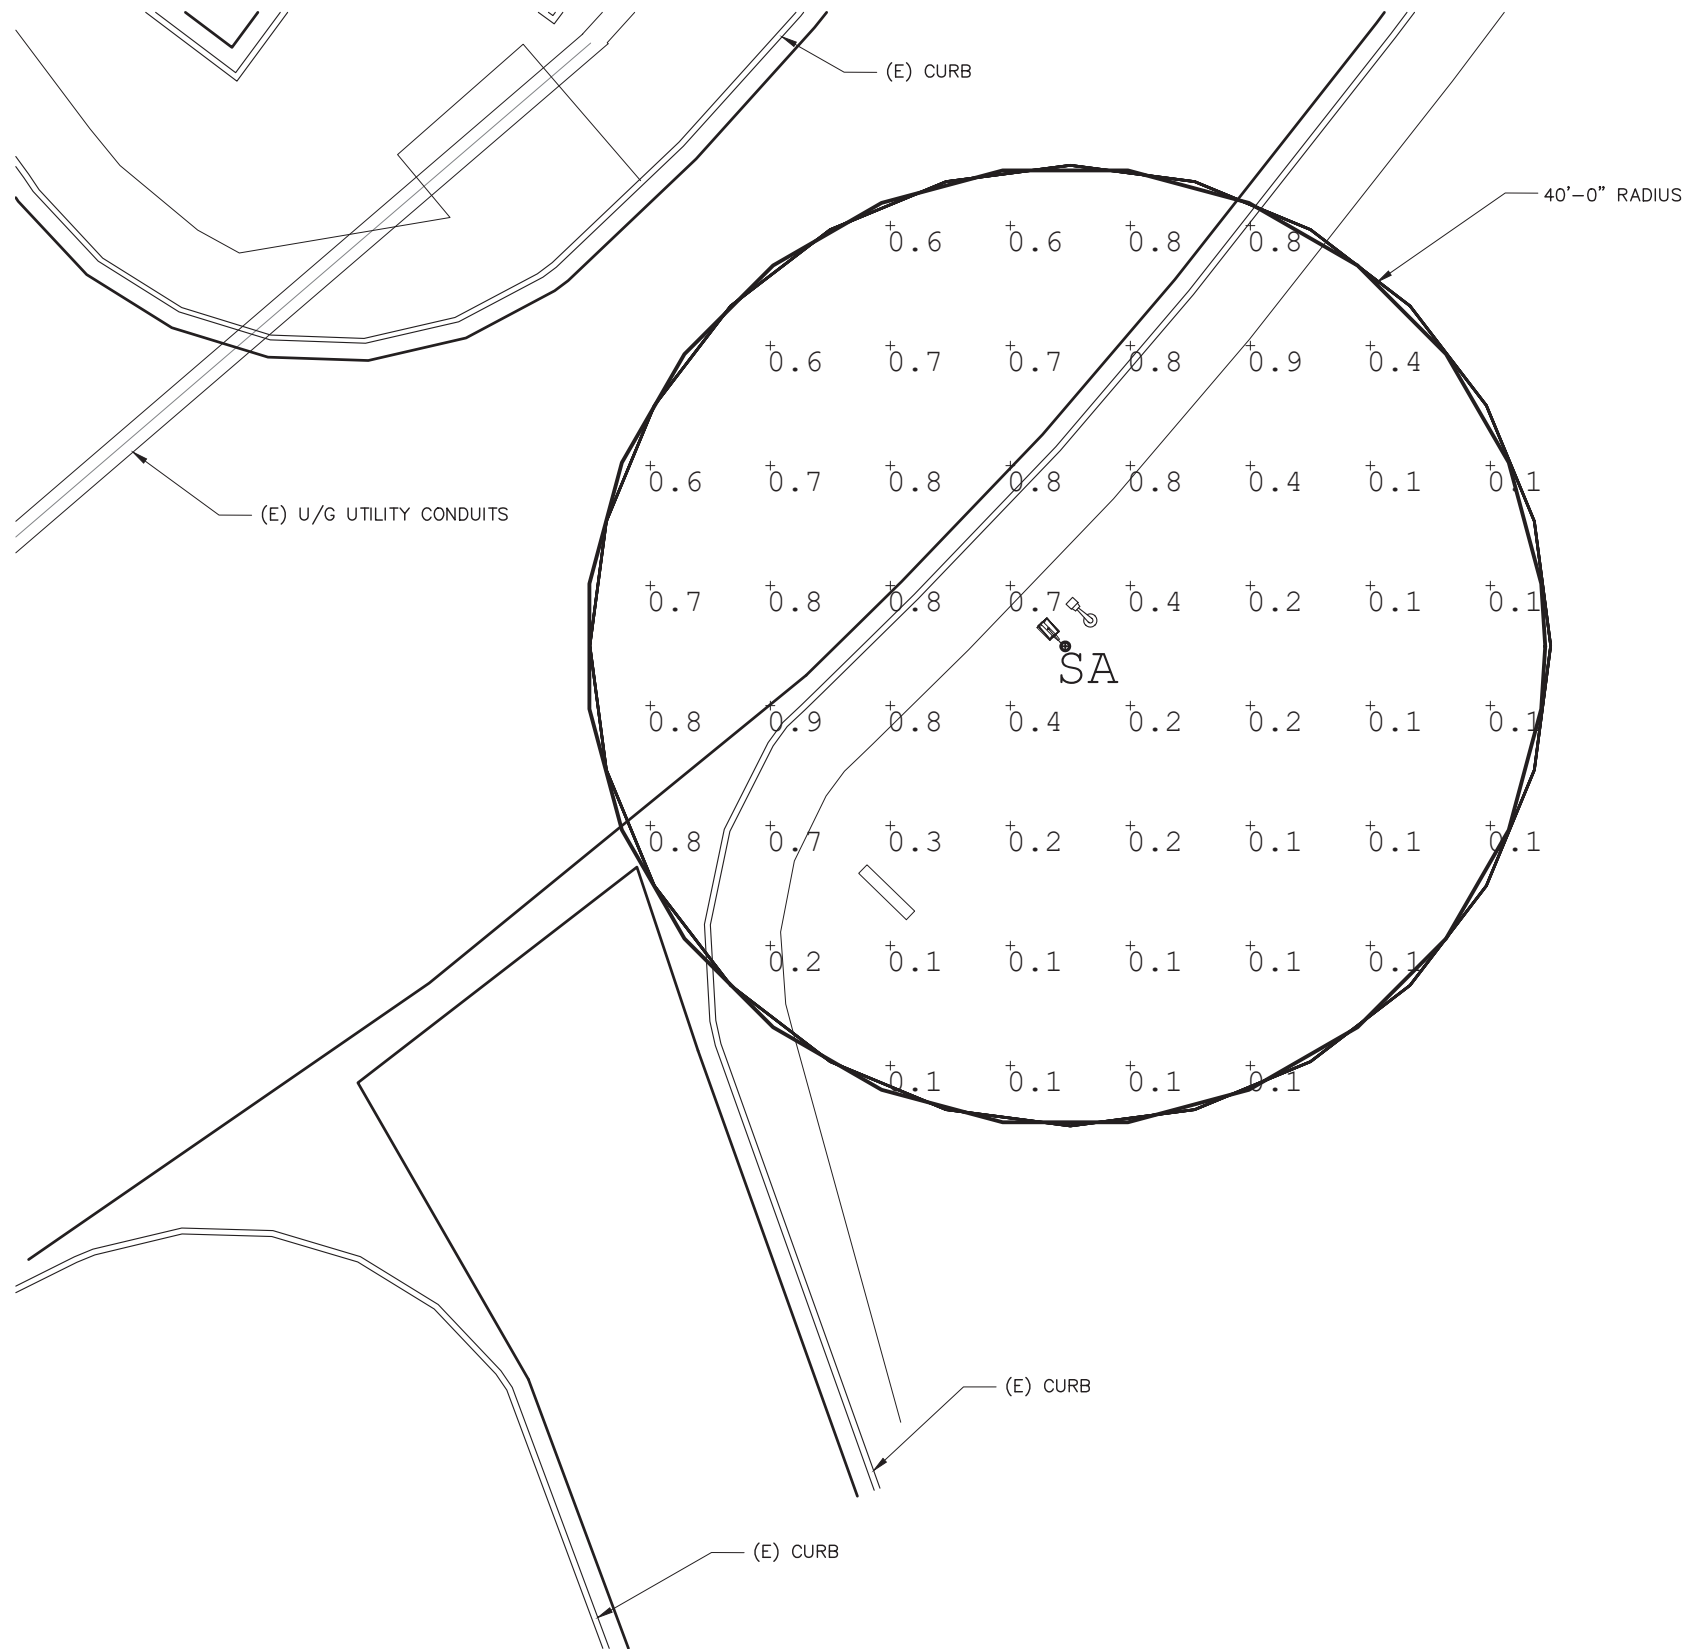 (E) CURB
40'-0" RADIUS
0.6 0.6 0.8 0.8
0.6 0.7 0.7 0.8 0.9 0.4
0.6 0.7 0.8 0.8 0.8 0.4 0.1 0.1
(E) U/G UTILITY CONDUITS
0.7 0.8 0.8 0.7 0.4 0.2 0.1 0.1
SA
0.8 0.9 0.8 0.4 0.2 0.2 0.1 0.1
0.8 0.7 0.3 0.2 0.2 0.1 0.1 0.1
0.2 0.1 0.1 0.1 0.1 0.1
0.1 0.1 0.1 0.1
(E) CURB
(E) CURB